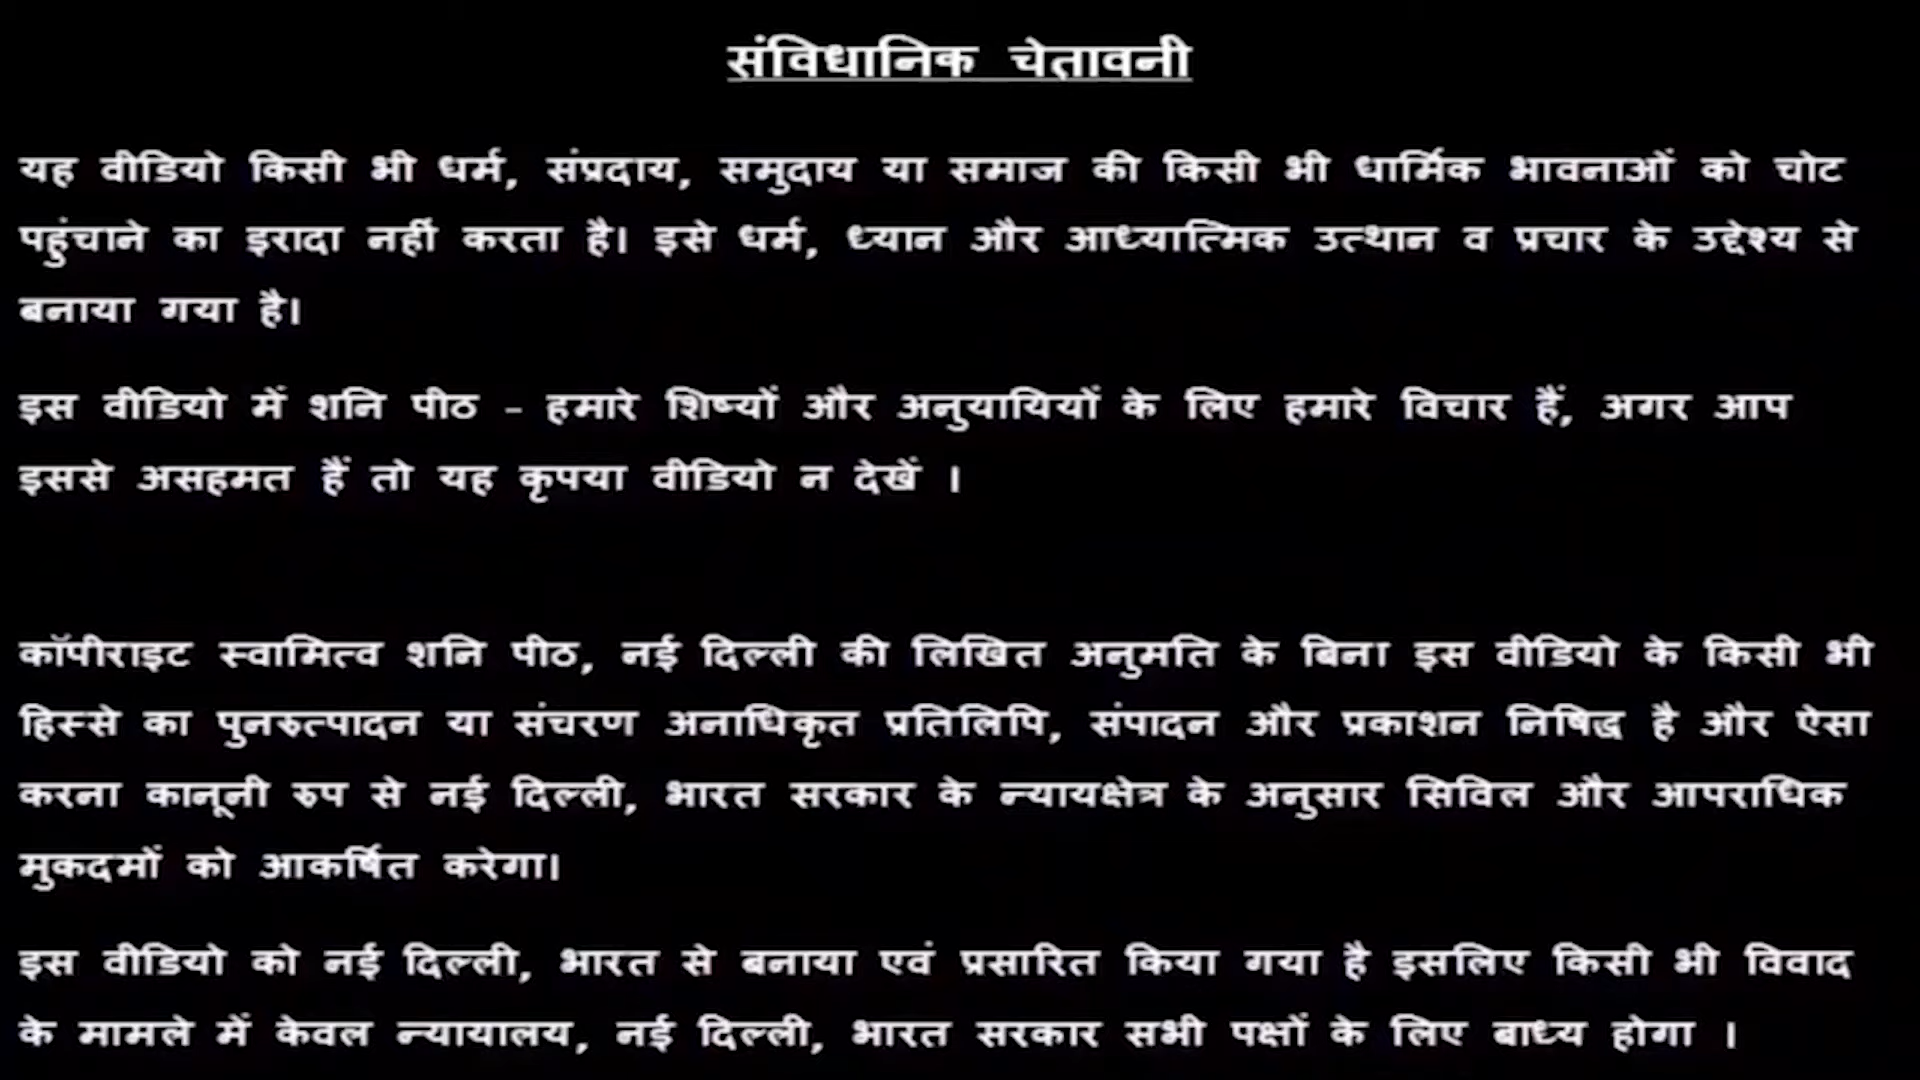 संविधानिक चेतावनी
यह वीडियो किसी भी धर्म, संप्रदाय, समुदाय या समाज की किसी भी धार्मिक भावनाओं को चोट
पहुंचाने का इरादा नहीं करता है। इसे धर्म, ध्यान और आध्यात्मिक उत्थान व प्रचार के उद्देश्य से
बनाया गया है।
इस वीडियो में शनि पीठ – हमारे शिष्यों और अनुयायियों के लिए हमारे विचार हैं, अगर आप
इससे असहमत हैं तो यह कृपया वीडियो न देखें ।
कॉपीराइट स्वामित्व शनि पीठ, नई दिल्ली की लिखित अनुमति के बिना इस वीडियो के किसी भी
हिस्से का पुनरुत्पादन या संचरण अनाधिकृत प्रतिलिपि, संपादन और प्रकाशन निषिद्ध है और ऐसा
करना कानूनी रुप से नई दिल्ली, भारत सरकार के न्यायक्षेत्र के अनुसार सिविल और आपराधिक
मुकदमों को आकर्षित करेगा।
इस वीडियो को नई दिल्ली, भारत से बनाया एवं प्रसारित किया गया है इसलिए किसी भी विवाद
के मामले में केवल न्यायालय, नई दिल्ली, भारत सरकार सभी पक्षों के लिए बाध्य होगा ।